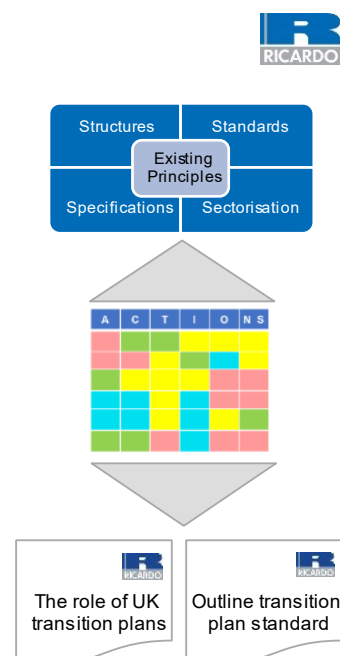 RICARDO
Structures Standards
Existing
Principles
Specifications Sectorisation
A C T I O N S
RICARDO RICARDO
The role of UK
transition plans
Outline transition
plan standard